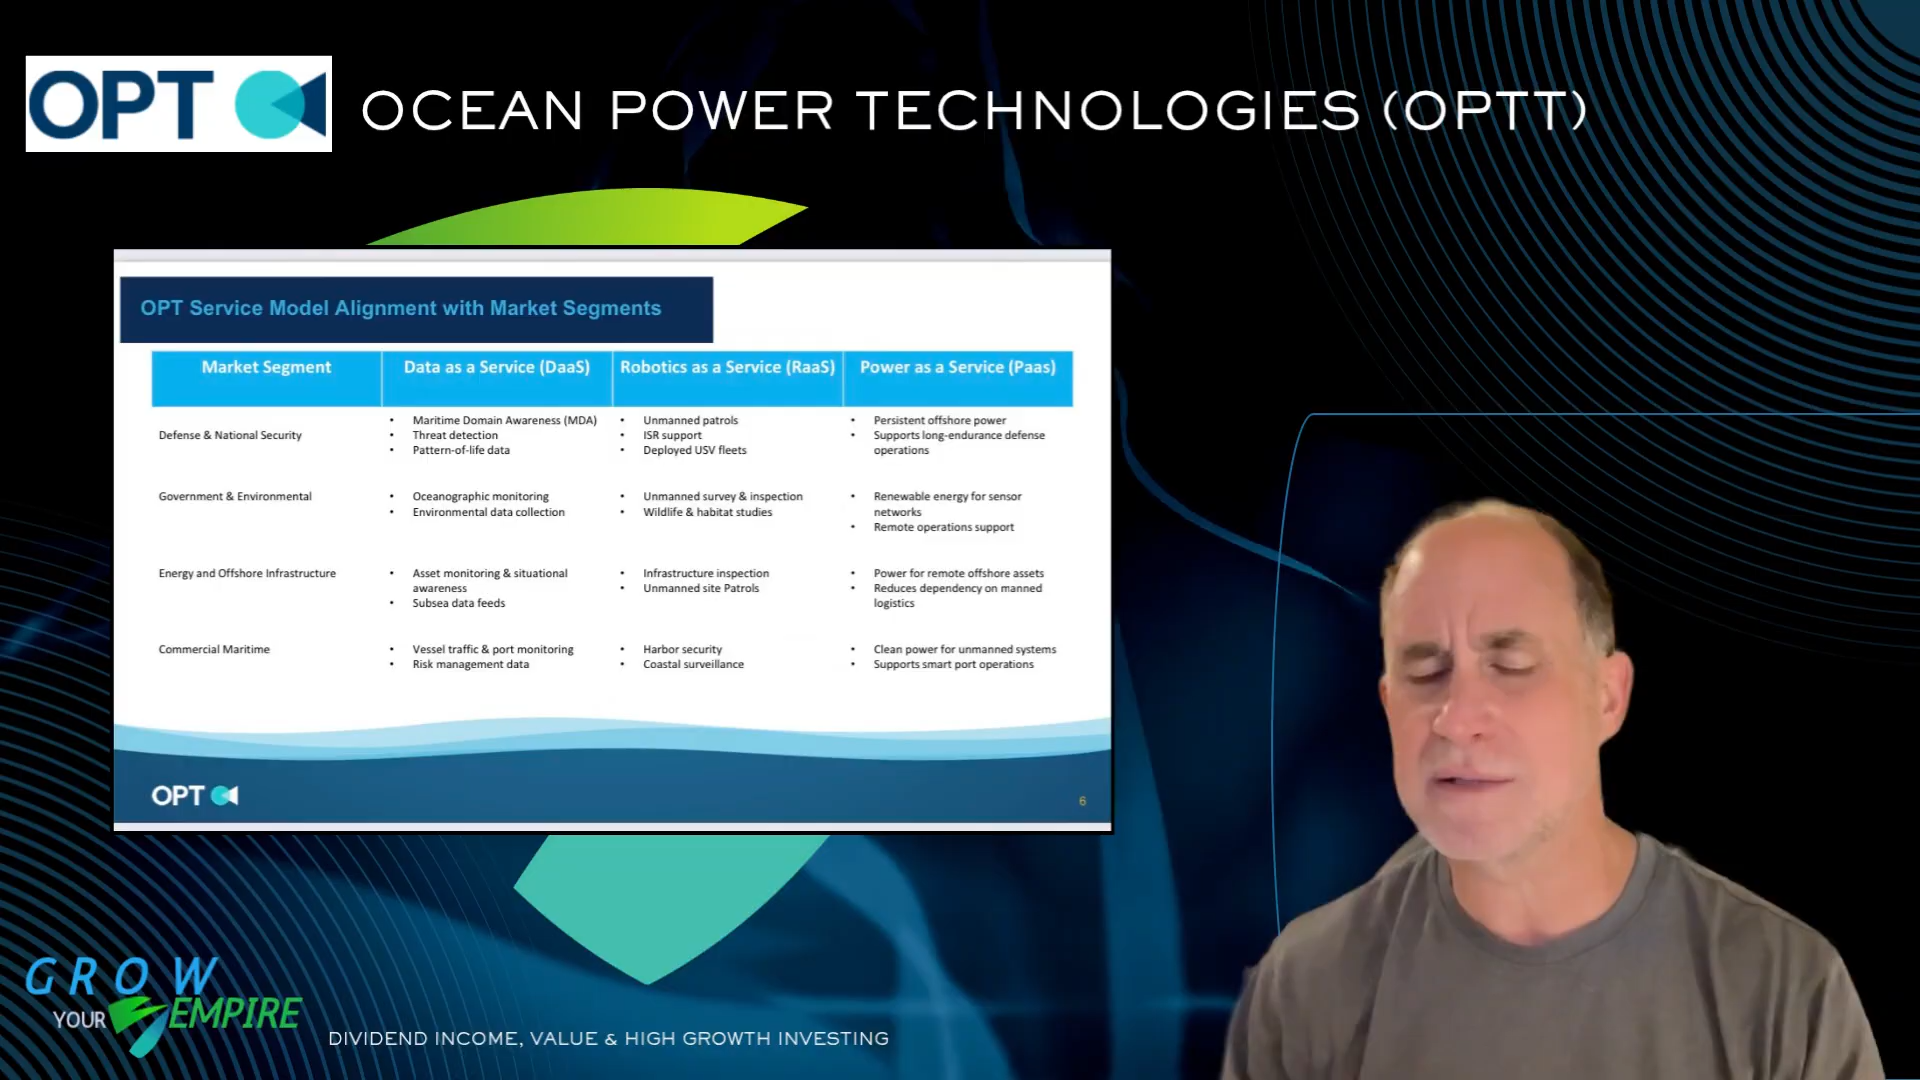 OPT
OCEAN POWER TECHNOLOGIES (OPTT)
OPT Service Model Alignment with Market Segments
Market Segment
Data as a Service (DaaS)
Robotics as a Service (RaaS)
Power as a Service (Paas)
Defense & National Security
• Maritime Domain Awareness (MDA)
• Threat detection
• Pattern-of-life data
• Unmanned patrols
• ISR support
• Deployed USV fleets
• Persistent offshore power
• Supports long-endurance defense
operations
Government & Environmental
• Oceanographic monitoring
• Environmental data collection
• Unmanned survey & inspection
• Wildlife & habitat studies
• Renewable energy for sensor
networks
• Remote operations support
Energy and Offshore Infrastructure
• Asset monitoring & situational
awareness
• Subsea data feeds
• Infrastructure inspection
• Unmanned site Patrols
• Power for remote offshore assets
• Reduces dependency on manned
logistics
Commercial Maritime
• Vessel traffic & port monitoring
• Risk management data
• Harbor security
• Coastal surveillance
• Clean power for unmanned systems
• Supports smart port operations
OPT
6
GROW
YOUR EMPIRE
DIVIDEND INCOME, VALUE & HIGH GROWTH INVESTING